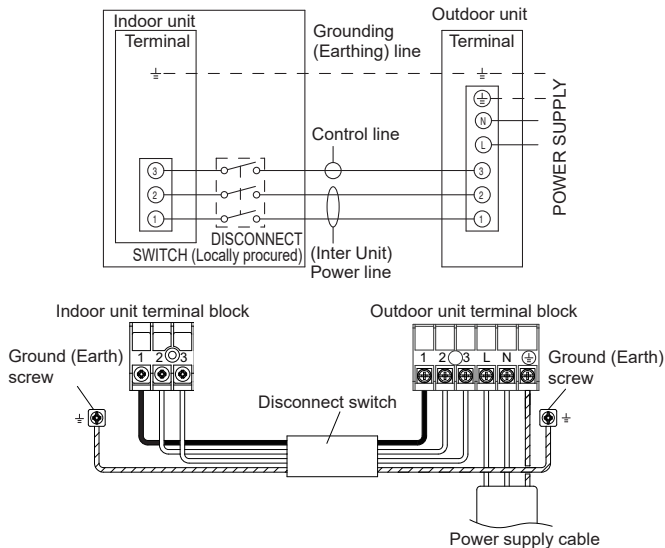 Indoor unit
Terminal
Grounding
(Earthing) line
Outdoor unit
Terminal
POWER SUPPLY
N
L
Control line
3
3
2
2
1
1
DISCONNECT
SWITCH (Locally procured)
(Inter Unit)
Power line
Indoor unit terminal block
Outdoor unit terminal block
1 2 3
1 2 3 L N
Ground (Earth)
screw
Ground (Earth)
screw
Disconnect switch
Power supply cable